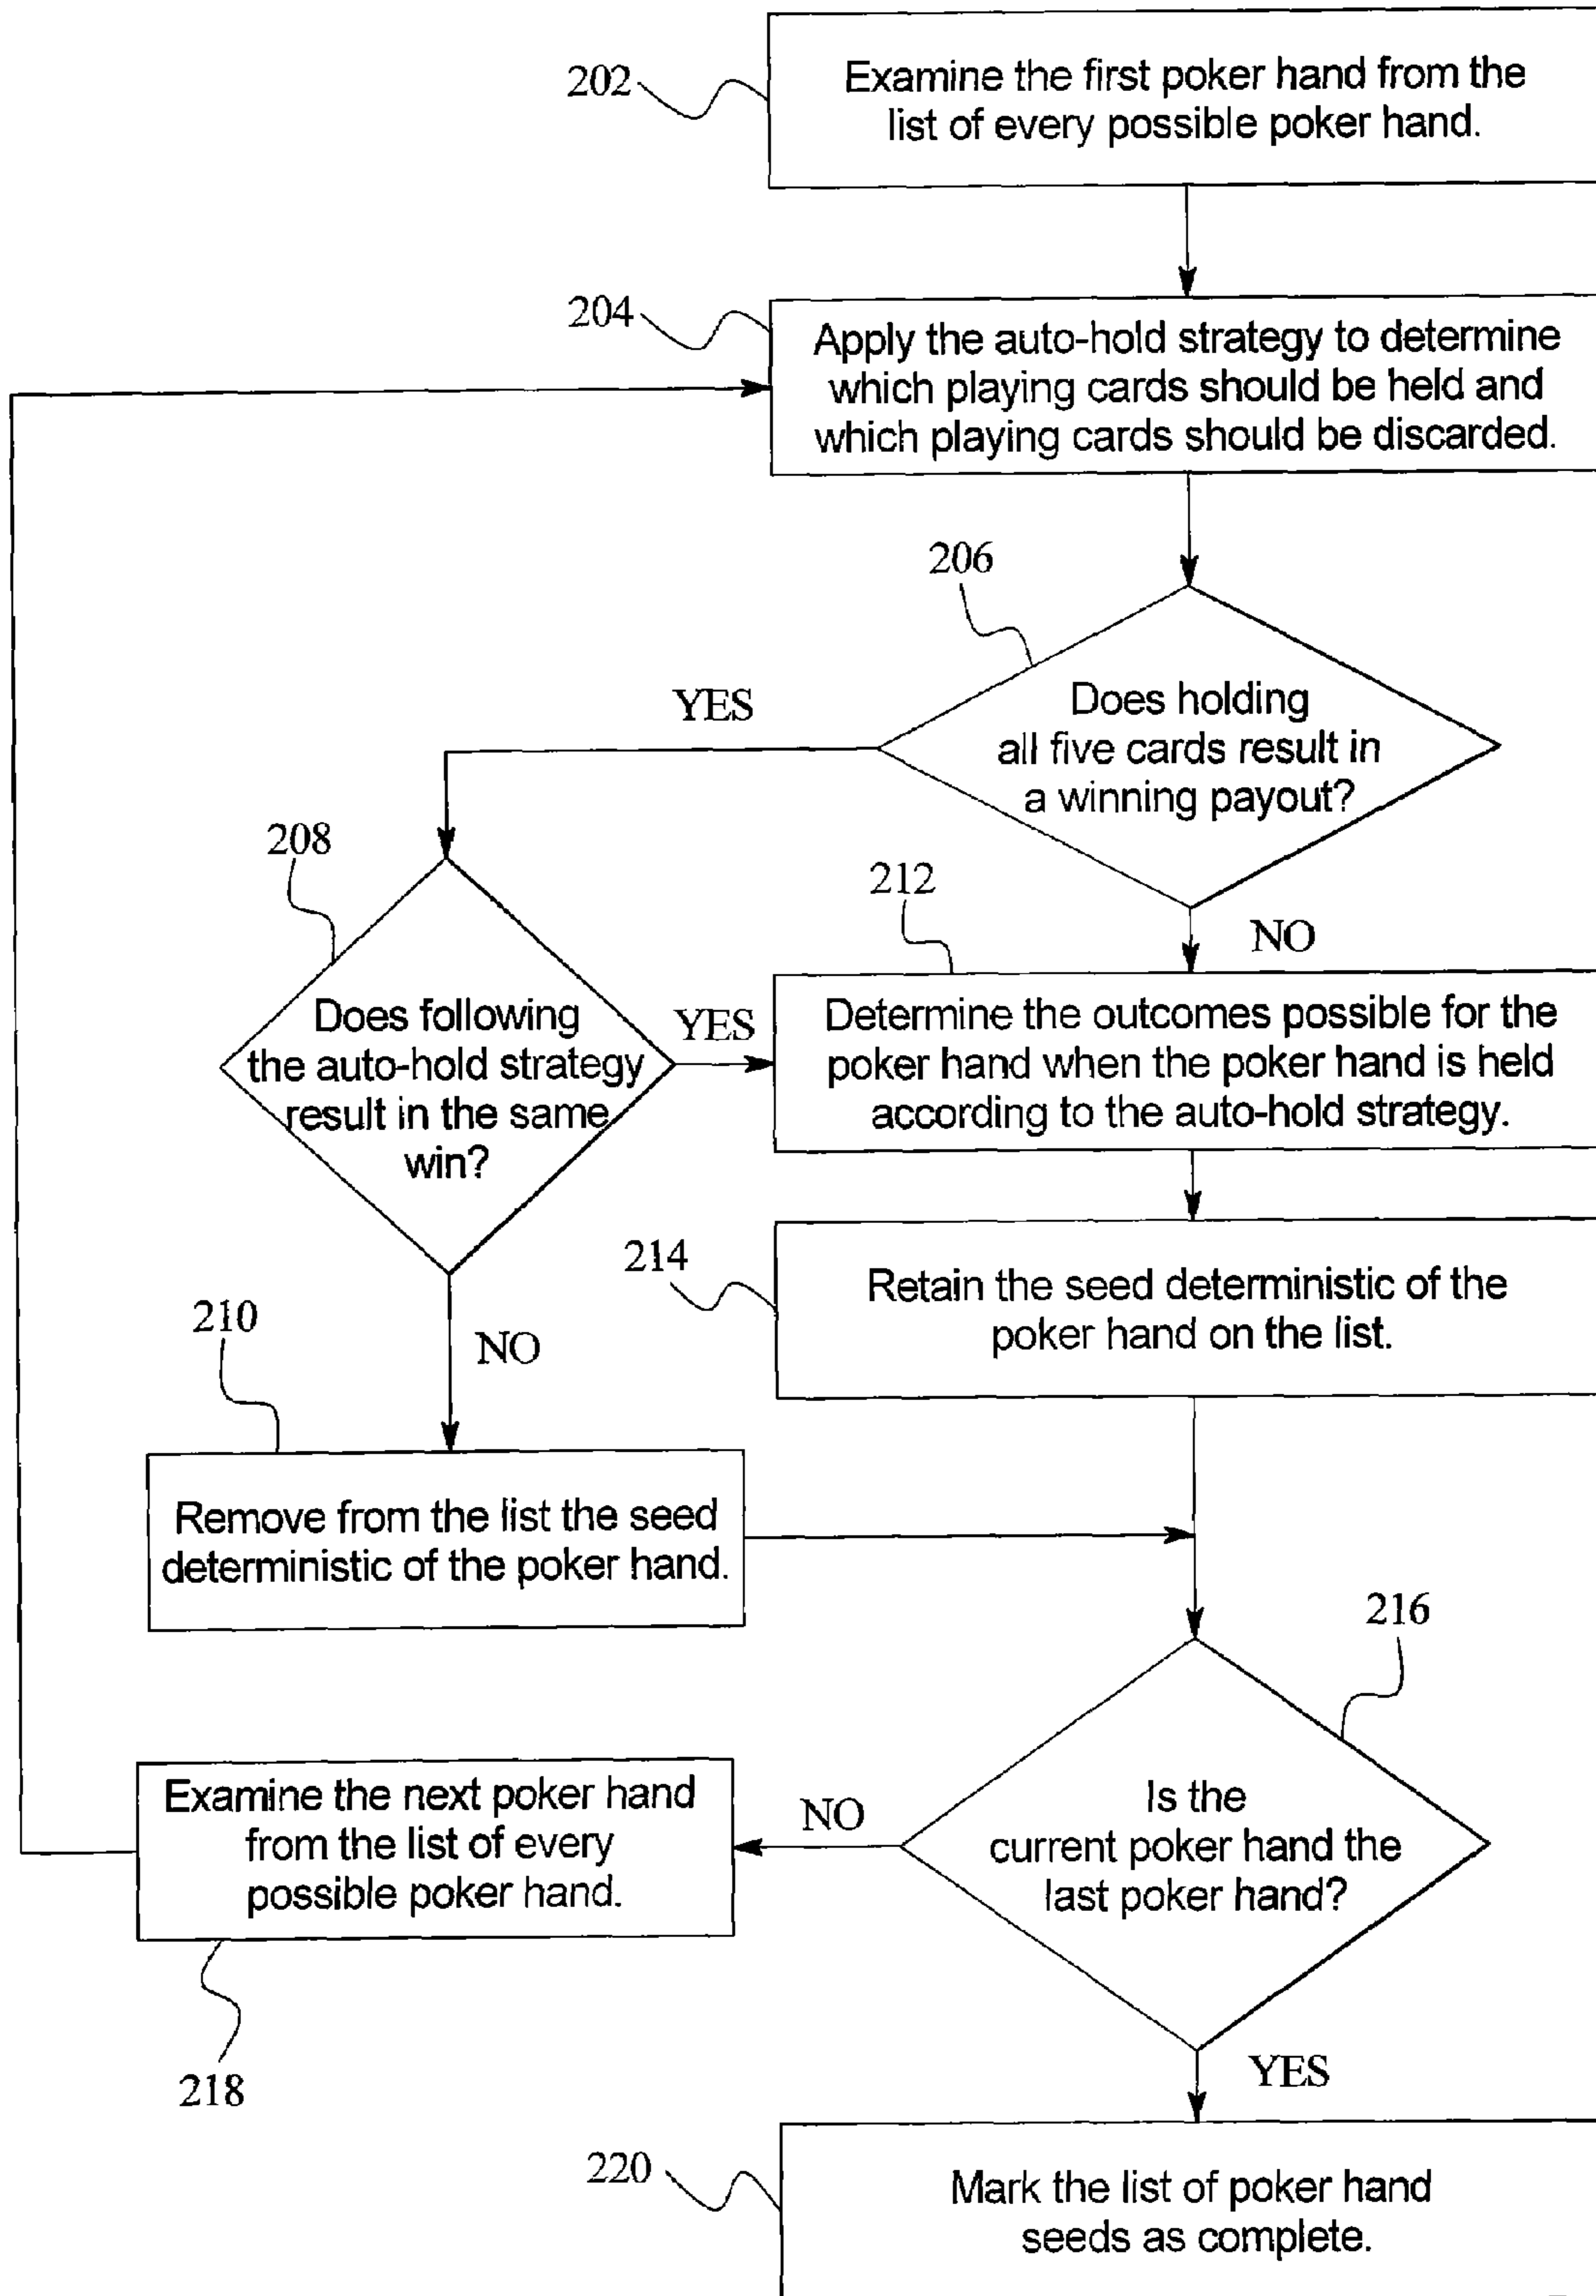 202
Examine the first poker hand from the
list of every possible poker hand.
204
Apply the auto-hold strategy to determine
which playing cards should be held and
which playing cards should be discarded.
206
Does holding
all five cards result in
a winning payout?
YES
NO
208
Does following
the auto-hold strategy
result in the same
win?
YES
NO
212
Determine the outcomes possible for the
poker hand when the poker hand is held
according to the auto-hold strategy.
214
Retain the seed deterministic of the
poker hand on the list.
210
Remove from the list the seed
deterministic of the poker hand.
216
Is the
current poker hand the
last poker hand?
NO
YES
Examine the next poker hand
from the list of every
possible poker hand.
218
220
Mark the list of poker hand
seeds as complete.